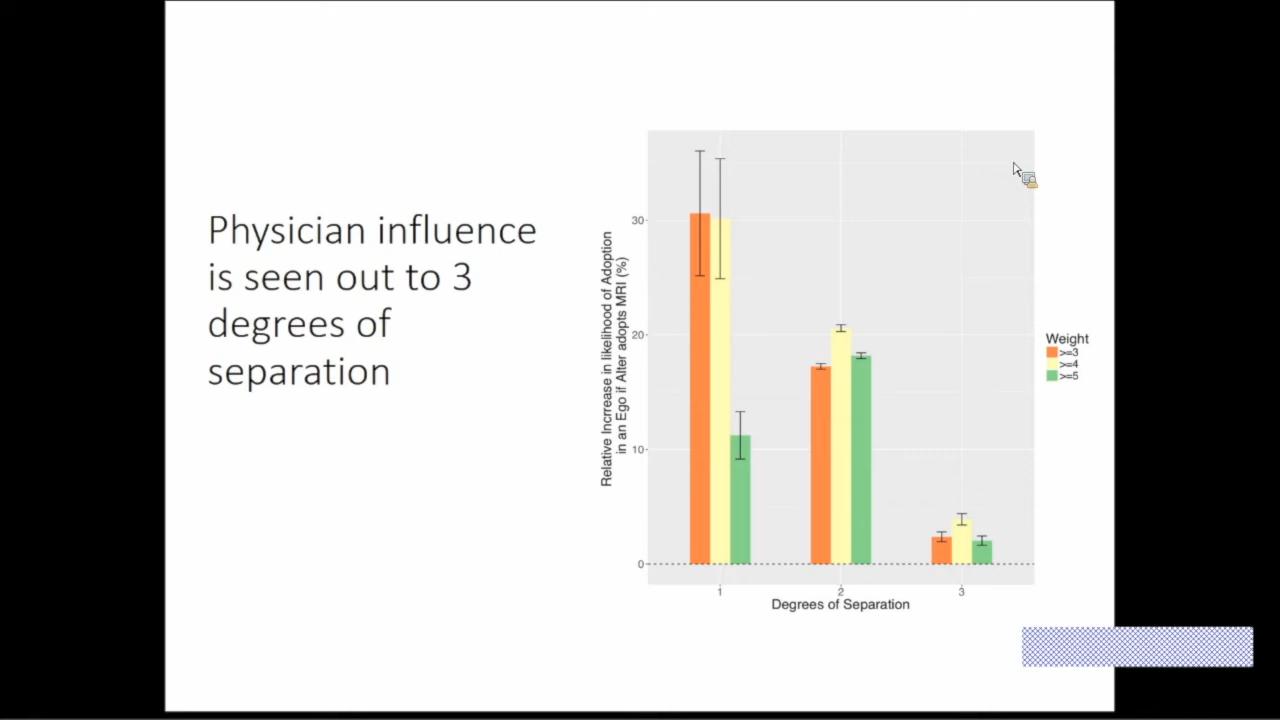 Physician influence
is seen out to 3
degrees of
separation
Relative Incrrease in likelihood of Adoption
in an Ego if Alter adopts MRI (%)
30
20
10
0
1
2
3
Degrees of Separation
Weight
>=3
>=4
>=5